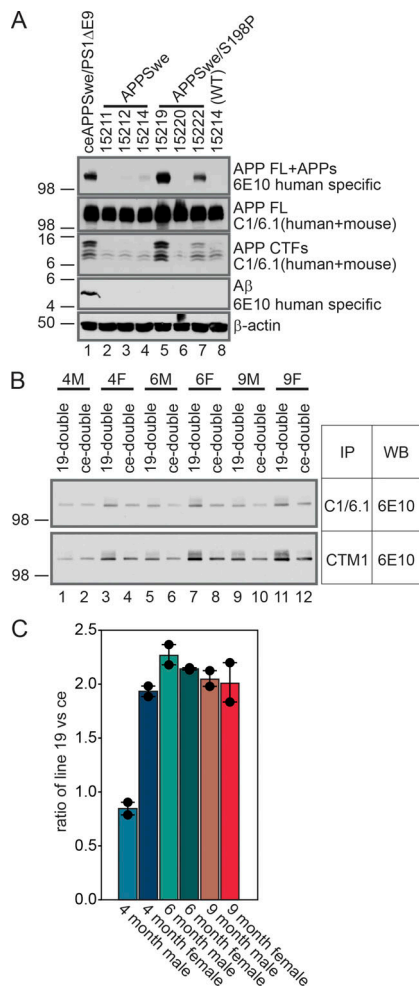 A
ceAPPSwe/PS1ΔE9
APPSwe
APPSwe/S198P
15211
15212
15214
15219
15220
15222
15214 (WT)
98
APP FL+APPs
6E10 human specific
98
APP FL
C1/6.1(human+mouse)
16
6
APP CTFs
C1/6.1(human+mouse)
6
4
Aβ
6E10 human specific
50
β-actin
1 2 3 4 5 6 7 8
B
4M 4F 6M 6F 9M 9F
19-double
ce-double
19-double
ce-double
19-double
ce-double
19-double
ce-double
19-double
ce-double
19-double
ce-double
IP WB
98
C1/6.1 6E10
98
CTM1 6E10
1 2 3 4 5 6 7 8 9 10 11 12
C
ratio of line 19 vs ce
2.5
2.0
1.5
1.0
0.5
0.0
4 month male
4 month female
6 month male
6 month female
9 month male
9 month female